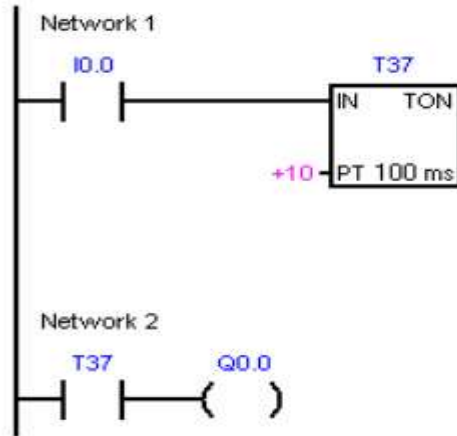 Network 1
I0.0
T37
IN TON
+10 PT 100 ms
Network 2
T37 Q0.0